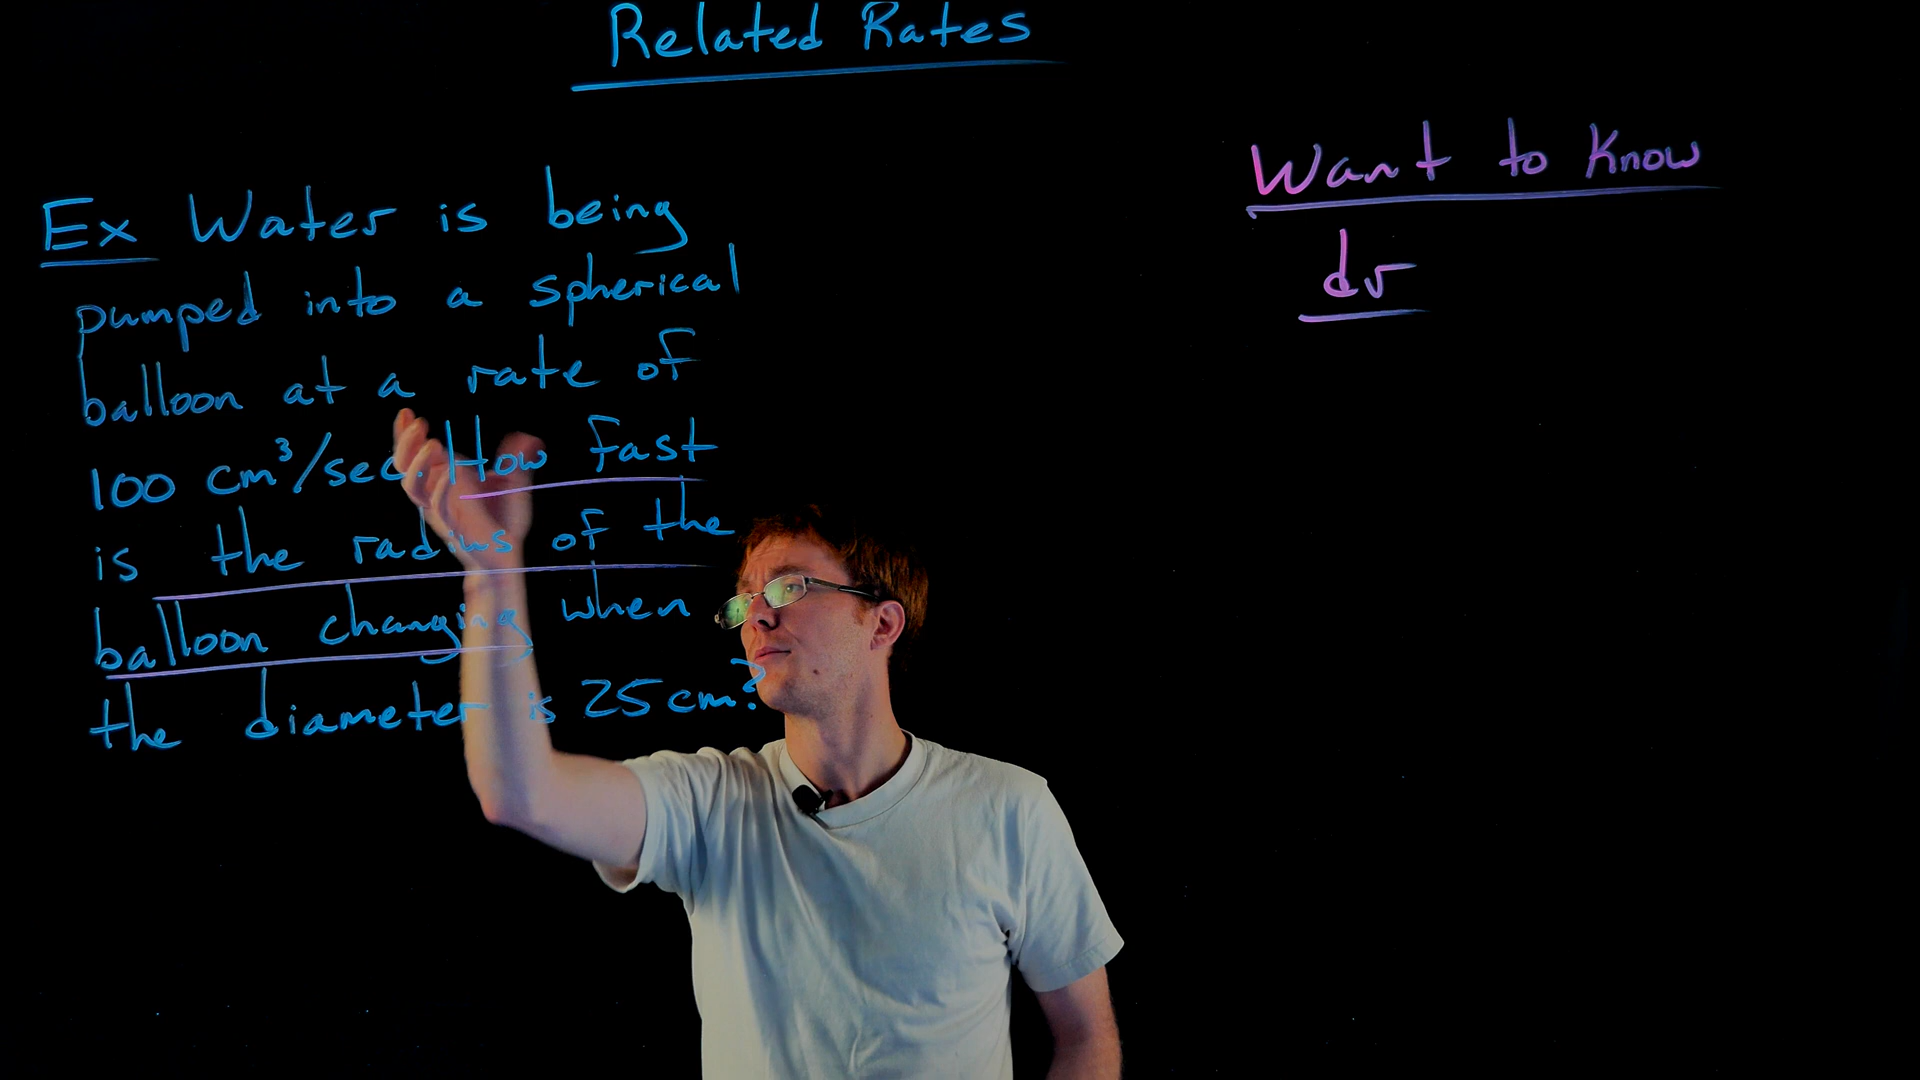 Related Rates
Ex Water is being
pumped into a spherical
balloon at a rate of
100 cm³/sec. How fast
is the radius of the
balloon changing when
the diameter is 25 cm?
Want to Know
dr